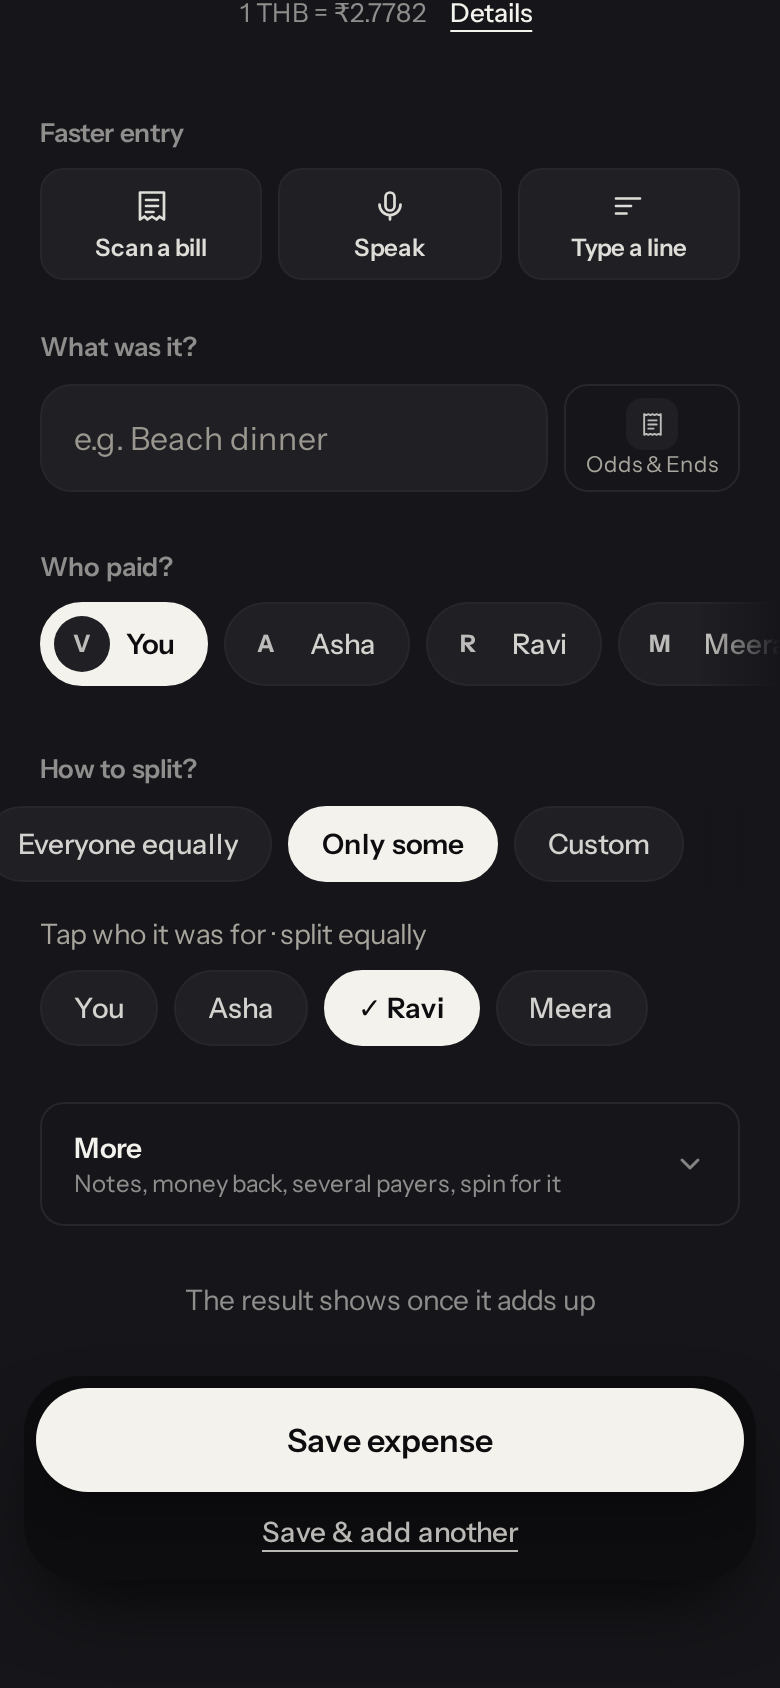 1 THB = ₹2.7782 Details
Faster entry
Scan a bill
Speak
Type a line
What was it?
e.g. Beach dinner
Odds & Ends
Who paid?
V You
A Asha
R Ravi
M Meera
How to split?
Everyone equally
Only some
Custom
Tap who it was for · split equally
You
Asha
✓ Ravi
Meera
More
Notes, money back, several payers, spin for it
The result shows once it adds up
Save expense
Save & add another